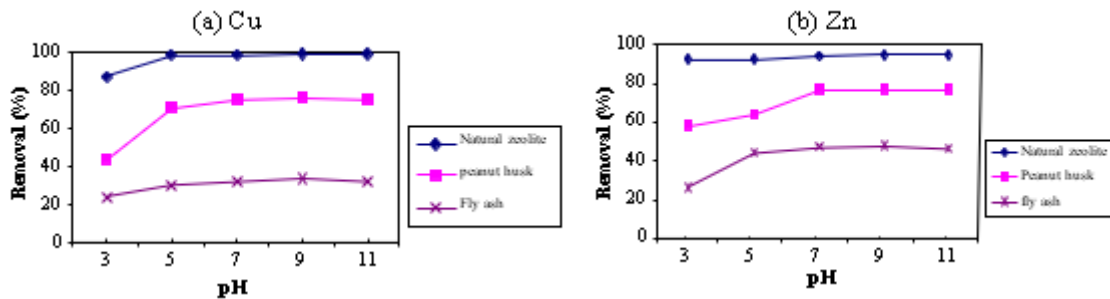 (a) Cu
Removal (%)
100
80
60
40
20
0
3 5 7 9 11
pH
Natural zeolite
peanut husk
Fly ash
(b) Zn
Removal (%)
100
80
60
40
20
0
3 5 7 9 11
pH
Natural zeolite
Peanut husk
fly ash